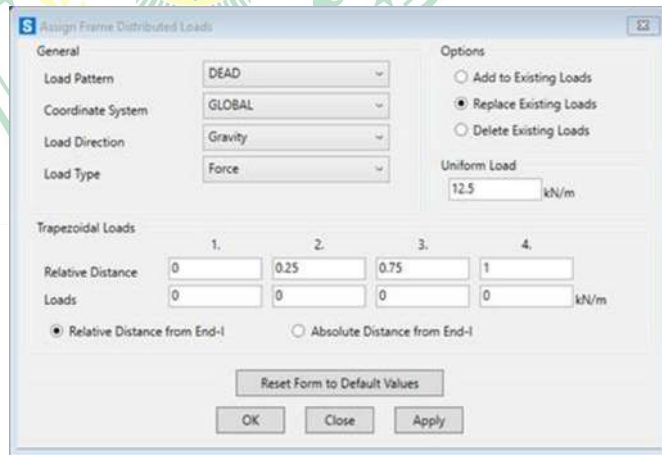 S Assign Frame Distributed Loads
General
Load Pattern DEAD
Coordinate System GLOBAL
Load Direction Gravity
Load Type Force
Options
Add to Existing Loads
Replace Existing Loads
Delete Existing Loads
Uniform Load
12.5 kN/m
Trapezoidal Loads
1. 2. 3. 4.
Relative Distance 0 0.25 0.75 1
Loads 0 0 0 0 kN/m
Relative Distance from End-I Absolute Distance from End-I
Reset Form to Default Values
OK Close Apply